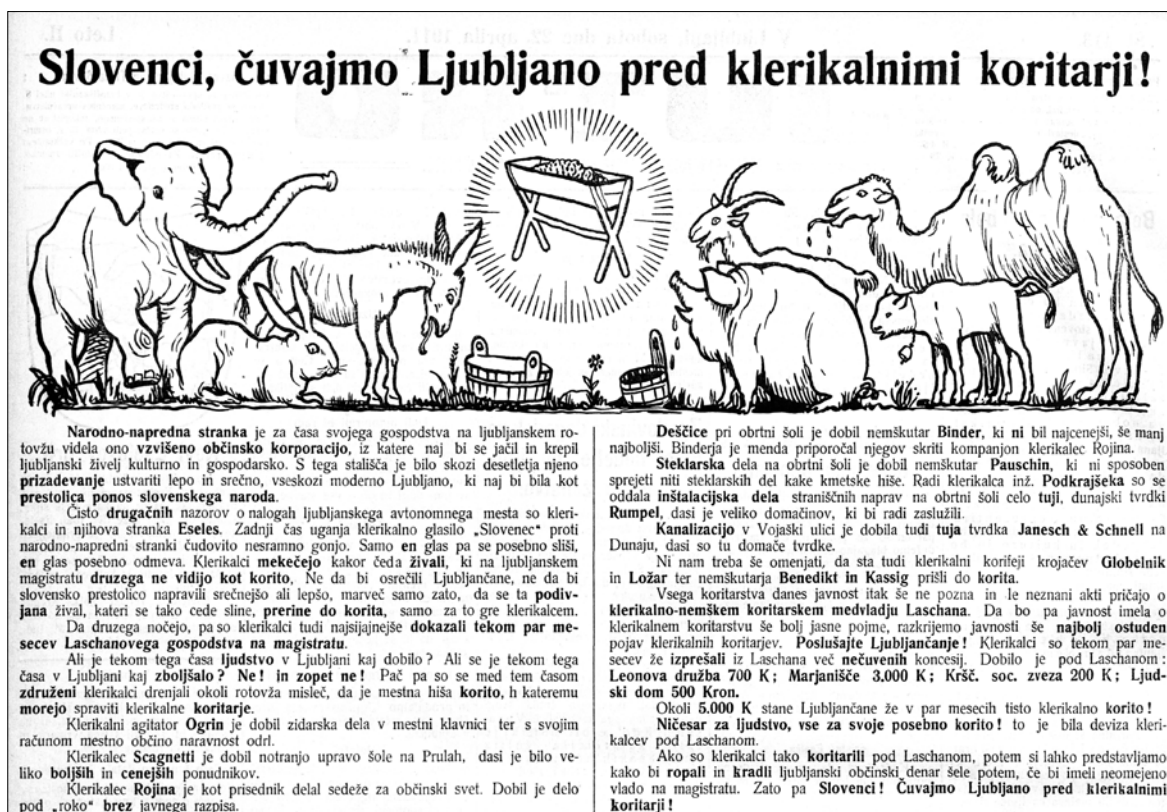 Slovenci, čuvajmo Ljubljano pred klerikalnimi koritarji!
Narodno-napredna stranka je za časa svojega gospodstva na ljubljanskem ro-
tovžu videla ono vzvišeno občinsko korporacijo, iz katere naj bi se jačil in krepil
ljubljanski živelj kulturno in gospodarsko. S tega stališča je bilo skozi desetletja njeno
prizadevanje ustvariti lepo in srečno, vseskozi moderno Ljubljano, ki naj bi bila kot
prestolica ponos slovenskega naroda.
Čisto drugačnih nazorov o nalogah ljubljanskega avtonomnega mesta so kleri-
kalci in njihova stranka Eseles. Zadnji čas uganja klerikalno glasilo „Slovenec" proti
narodno-napredni stranki čudovito nesramno gonjo. Samo en glas pa se posebno sliši,
en glas posebno odmeva. Klerikalci mekečejo kakor čeda živali, ki na ljubljanskem
magistratu druzega ne vidijo kot korito, Ne da bi osrečili Ljubljančane, ne da bi
slovensko prestolico napravili srečnejšo ali lepšo, marveč samo zato, da se ta podiv-
jana žival, kateri se tako cede sline, prerine do korita, samo za to gre klerikalcem.
Da druzega nočejo, pa so klerikalci tudi najsijajnejše dokazali tekom par me-
secev Laschanovega gospodstva na magistratu.
Ali je tekom tega časa ljudstvo v Ljubljani kaj dobilo? Ali se je tekom tega
časa v Ljubljani kaj zboljšalo? Ne! in zopet ne! Pač pa so se med tem časom
združeni klerikalci drenjali okoli rotovža misleč, da je mestna hiša korito, h kateremu
morejo spraviti klerikalne koritarje.
Klerikalni agitator Ogrin je dobil zidarska dela v mestni klavnici ter s svojim
računom mestno občino naravnost odrl.
Klerikalec Scagnetti je dobil notranjo upravo šole na Prulah, dasi je bilo ve-
liko boljših in cenejših ponudnikov.
Klerikalec Rojina je kot prisednik delal sedeže za občinski svet. Dobil je delo
pod „roko" brez javnega razpisa.
Deščice pri obrtni šoli je dobil nemškutar Binder, ki ni bil najcenejši, še manj
najboljši. Binderja je menda priporočal njegov skriti kompanjon klerikalec Rojina.
Steklarska dela na obrtni šoli je dobil nemškutar Pauschin, ki ni sposoben
sprejeti niti steklarskih del kake kmetske hiše. Radi klerikalca inž. Podkrajšeka so se
oddala inštalacijska dela straniščnih naprav na obrtni šoli celo tuji, dunajski tvrdki
Rumpel, dasi je veliko domačinov, ki bi radi zaslužili.
Kanalizacijo v Vojaški ulici je dobila tudi tuja tvrdka Janesch & Schnell na
Dunaju, dasi so tu domače tvrdke.
Ni nam treba še omenjati, da sta tudi klerikalni korifeji krojačev Globelnik
in Ložar ter nemškutarja Benedikt in Kassig prišli do korita.
Vsega koritarstva danes javnost itak še ne pozna in le neznani akti pričajo o
klerikalno-nemškem koritarskem medvladju Laschana. Da bo pa javnost imela o
klerikalnem koritarstvu še bolj jasne pojme, razkrijemo javnosti še najbolj ostuden
pojav klerikalnih koritarjev. Poslušajte Ljubljančanje! Klerikalci so tekom par me-
secev že izprešali iz Laschana več nečuvenih koncesij. Dobilo je pod Laschanom:
Leonova družba 700 K; Marjanišče 3.000 K; Kršč. soc. zveza 200 K; Ljud-
ski dom 500 Kron.
Okoli 5.000 K stane Ljubljančane že v par mesecih tisto klerikalno korito!
Ničesar za ljudstvo, vse za svoje posebno korito! to je bila deviza kleri-
kalcev pod Laschanom.
Ako so klerikalci tako koritarili pod Laschanom, potem si lahko predstavljamo
kako bi ropali in kradli ljubljanski občinski denar šele potem, če bi imeli neomejeno
vlado na magistratu. Zato pa Slovenci! Čuvajmo Ljubljano pred klerikalnimi
koritarji!